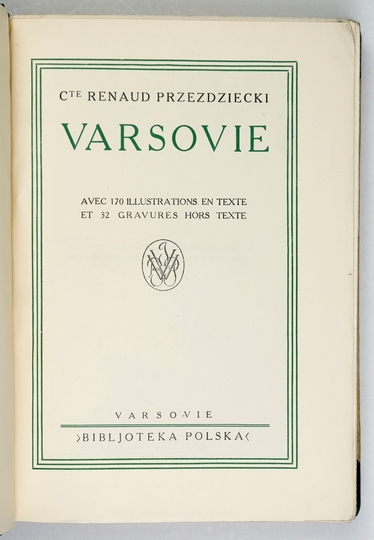 CTE RENAUD PRZEZDZIECKI
VARSOVIE
AVEC 170 ILLUSTRATIONS EN TEXTE
ET 32 GRAVURES HORS TEXTE
VARSOVIE
›BIBLJOTEKA POLSKA‹